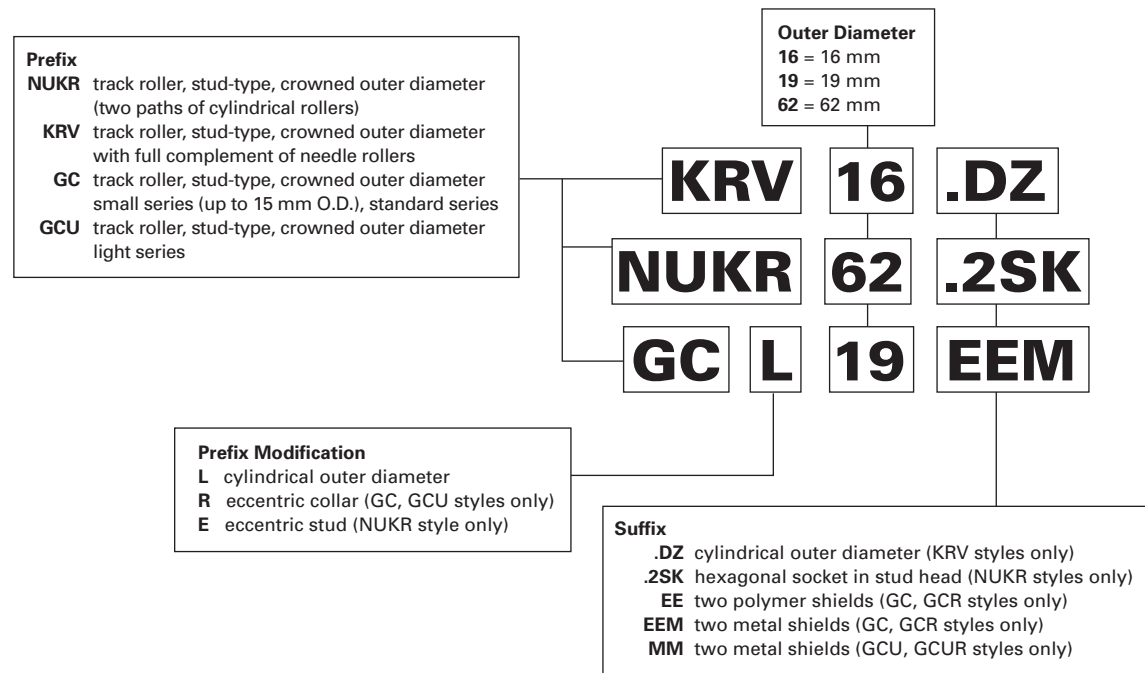 Outer Diameter
16 = 16 mm
19 = 19 mm
62 = 62 mm
Prefix
NUKR track roller, stud-type, crowned outer diameter
(two paths of cylindrical rollers)
KRV track roller, stud-type, crowned outer diameter
with full complement of needle rollers
GC track roller, stud-type, crowned outer diameter
small series (up to 15 mm O.D.), standard series
GCU track roller, stud-type, crowned outer diameter
light series
KRV 16 .DZ
NUKR 62 .2SK
GC L 19 EEM
Prefix Modification
L cylindrical outer diameter
R eccentric collar (GC, GCU styles only)
E eccentric stud (NUKR style only)
Suffix
.DZ cylindrical outer diameter (KRV styles only)
.2SK hexagonal socket in stud head (NUKR styles only)
EE two polymer shields (GC, GCR styles only)
EEM two metal shields (GC, GCR styles only)
MM two metal shields (GCU, GCUR styles only)